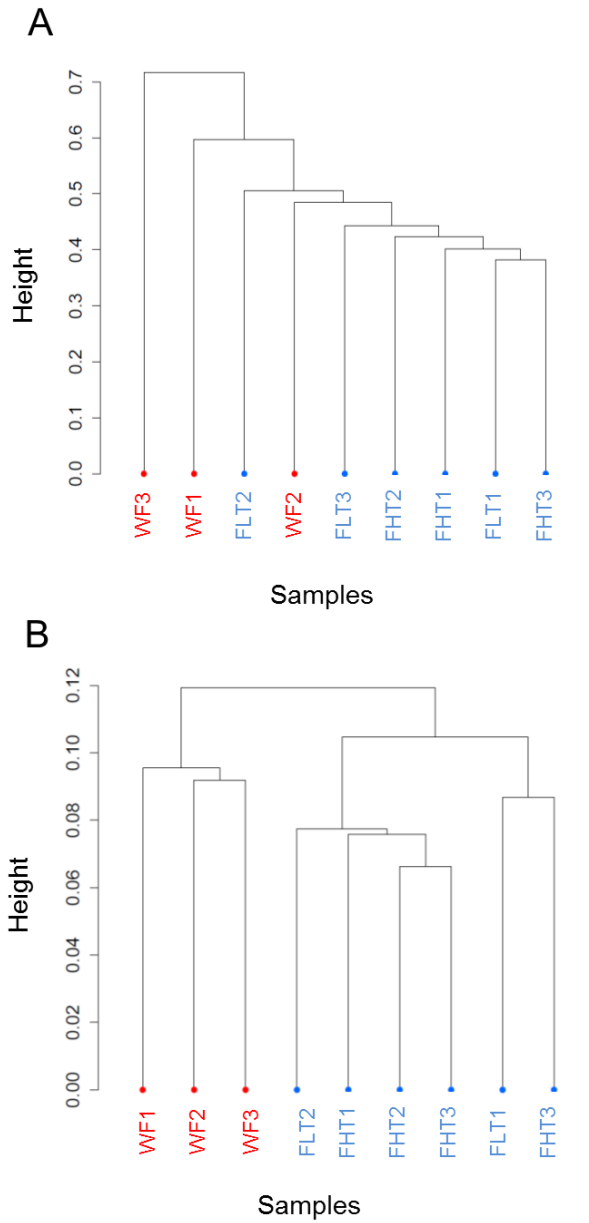 A
0.7
0.6
0.5
0.4
0.3
0.2
0.1
0.0
Height
WF3 WF1 FLT2 WF2 FLT3 FHT2 FHT1 FLT1 FHT3
Samples
B
0.12
0.10
0.08
0.06
0.04
0.02
0.00
Height
WF1 WF2 WF3 FLT2 FHT1 FHT2 FHT3 FLT1 FHT3
Samples